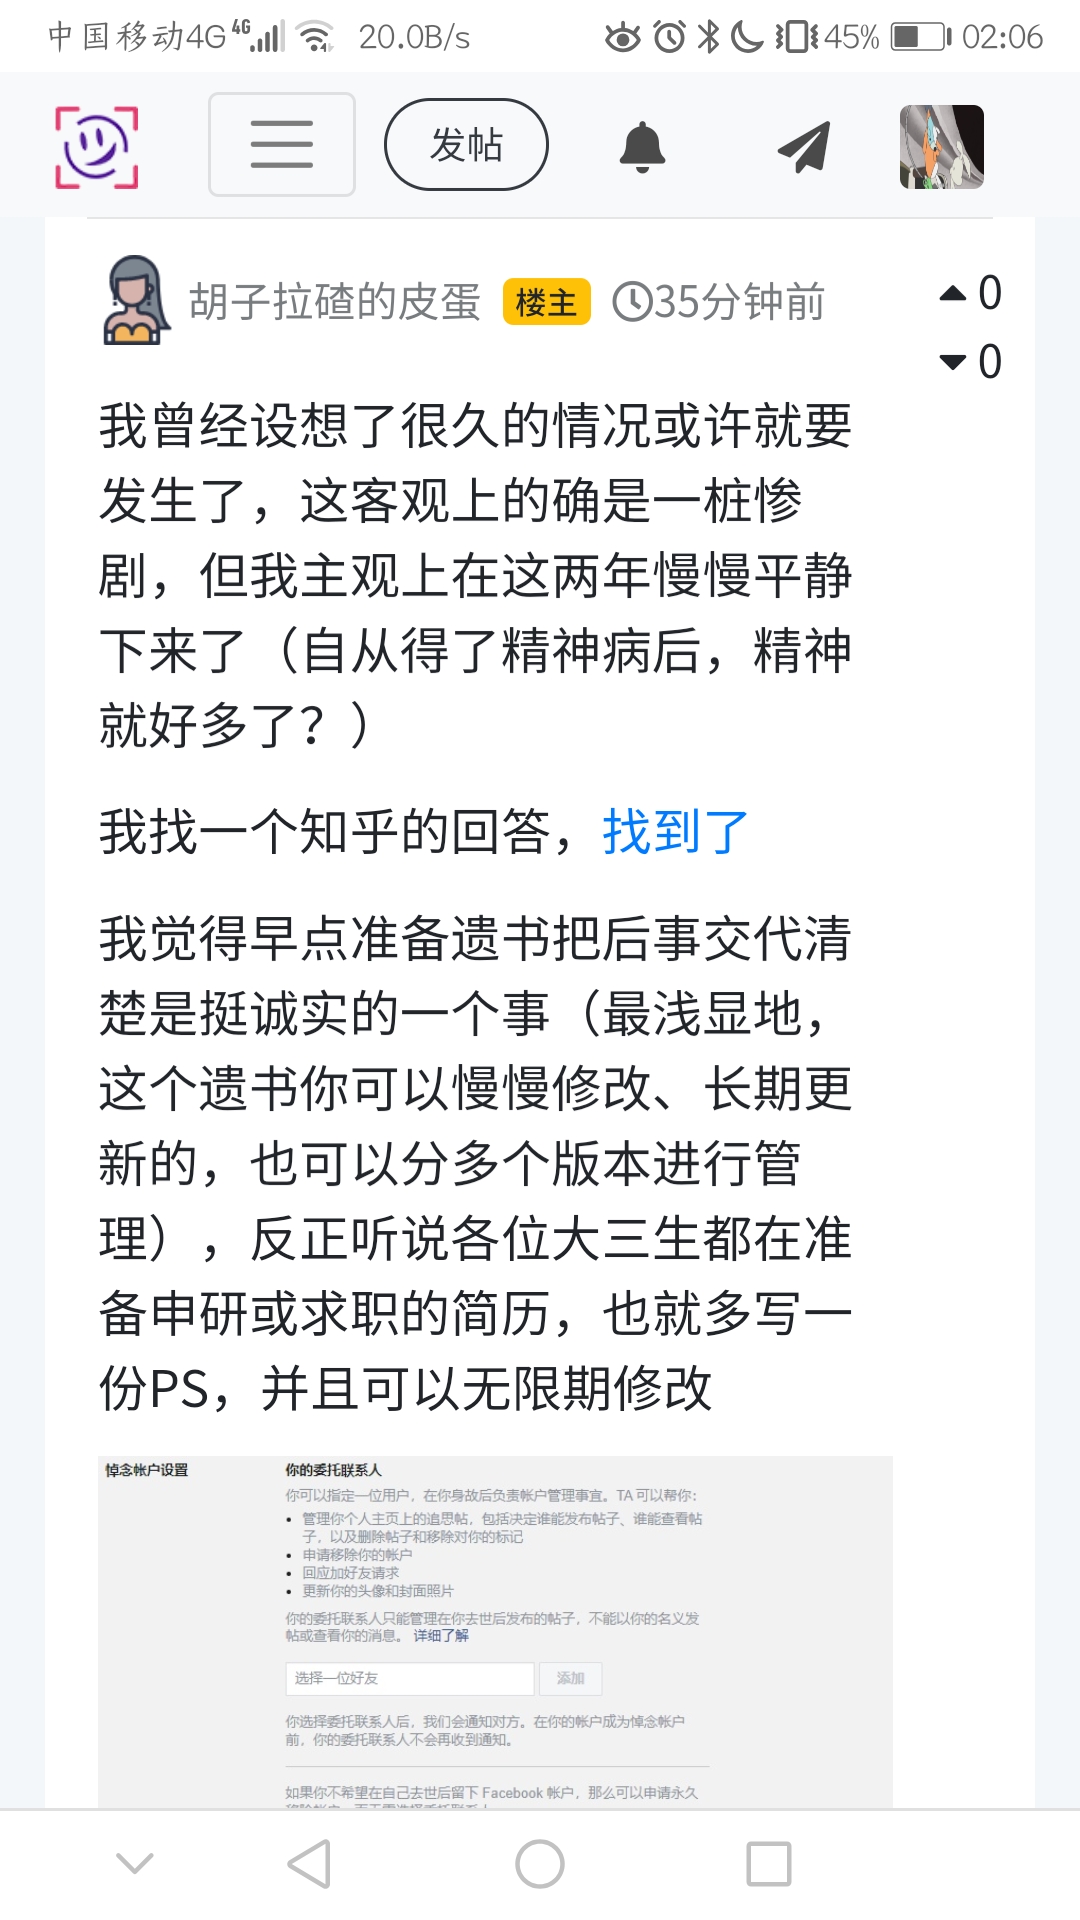 中国移动4G 4G 20.0B/s 45% 02:06
发帖
胡子拉碴的皮蛋 楼主 35分钟前 0
0
我曾经设想了很久的情况或许就要
发生了，这客观上的确是一桩惨
剧，但我主观上在这两年慢慢平静
下来了（自从得了精神病后，精神
就好多了？）
我找一个知乎的回答，找到了
我觉得早点准备遗书把后事交代清
楚是挺诚实的一个事（最浅显地，
这个遗书你可以慢慢修改、长期更
新的，也可以分多个版本进行管
理），反正听说各位大三生都在准
备申研或求职的简历，也就多写一
份PS，并且可以无限期修改
悼念帐户设置 你的委托联系人
你可以指定一位用户，在你身故后负责帐户管理事宜。TA 可以帮你：
• 管理你个人主页上的追思帖，包括决定谁能发布帖子、谁能查看帖
子，以及删除帖子和移除对你的标记
• 申请移除你的帐户
• 回应加好友请求
• 更新你的头像和封面照片
你的委托联系人只能管理在你去世后发布的帖子，不能以你的名义发
帖或查看你的消息。 详细了解
选择一位好友 添加
你选择委托联系人后，我们会通知对方。在你的帐户成为悼念帐户
前，你的委托联系人不会再收到通知。
如果你不希望在自己去世后留下 Facebook 帐户，那么可以申请永久